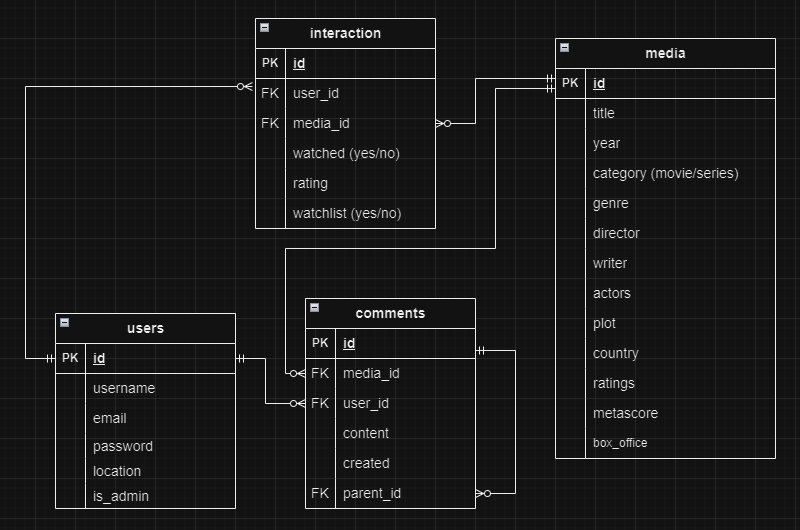 interaction
PK id
FK user_id
FK media_id
watched (yes/no)
rating
watchlist (yes/no)
media
PK id
title
year
category (movie/series)
genre
director
writer
actors
plot
country
ratings
metascore
box_office
users
PK id
username
email
password
location
is_admin
comments
PK id
FK media_id
FK user_id
content
created
FK parent_id